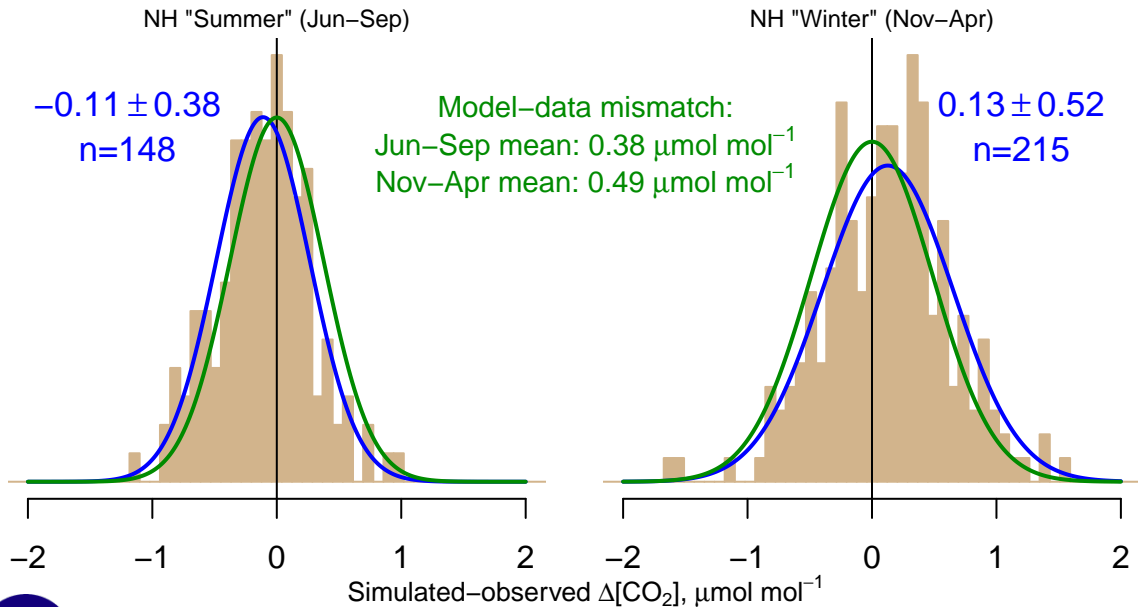 NH "Summer" (Jun−Sep)
−0.11 ± 0.38
n=148
Model−data mismatch:
Jun−Sep mean: 0.38 μmol mol⁻¹
Nov−Apr mean: 0.49 μmol mol⁻¹
NH "Winter" (Nov−Apr)
0.13 ± 0.52
n=215
−2 −1 0 1 2
−2 −1 0 1 2
Simulated−observed Δ[CO₂], μmol mol⁻¹